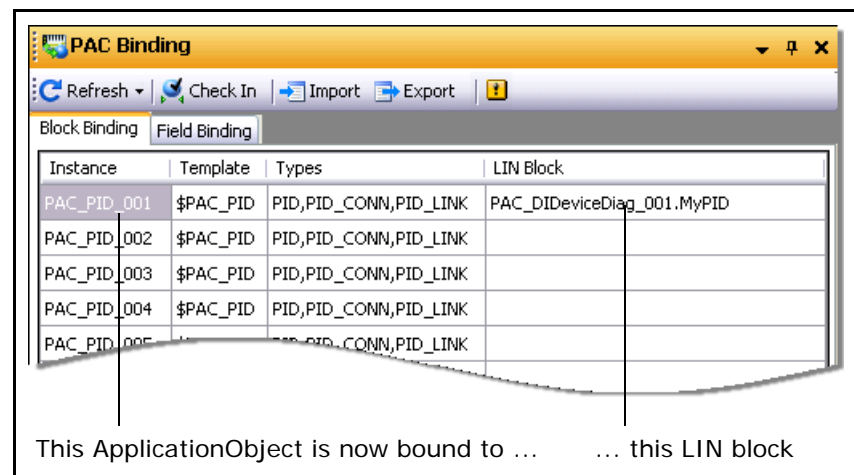 PAC Binding
Refresh Check In Import Export
Block Binding Field Binding
Instance Template Types LIN Block
PAC_PID_001 $PAC_PID PID,PID_CONN,PID_LINK PAC_DIDeviceDiag_001.MyPID
PAC_PID_002 $PAC_PID PID,PID_CONN,PID_LINK
PAC_PID_003 $PAC_PID PID,PID_CONN,PID_LINK
PAC_PID_004 $PAC_PID PID,PID_CONN,PID_LINK
This ApplicationObject is now bound to ... ... this LIN block